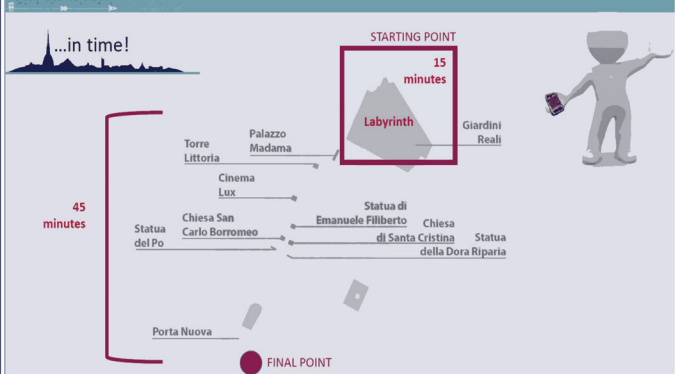 ...in time!
STARTING POINT
15
minutes
Labyrinth
Giardini
Reali
Palazzo
Madama
Torre
Littoria
Cinema
Lux
45
minutes
Statua di
Emanuele Filiberto
Chiesa San
Carlo Borromeo
Chiesa
di Santa Cristina
Statua
del Po
Statua
della Dora Riparia
Porta Nuova
FINAL POINT